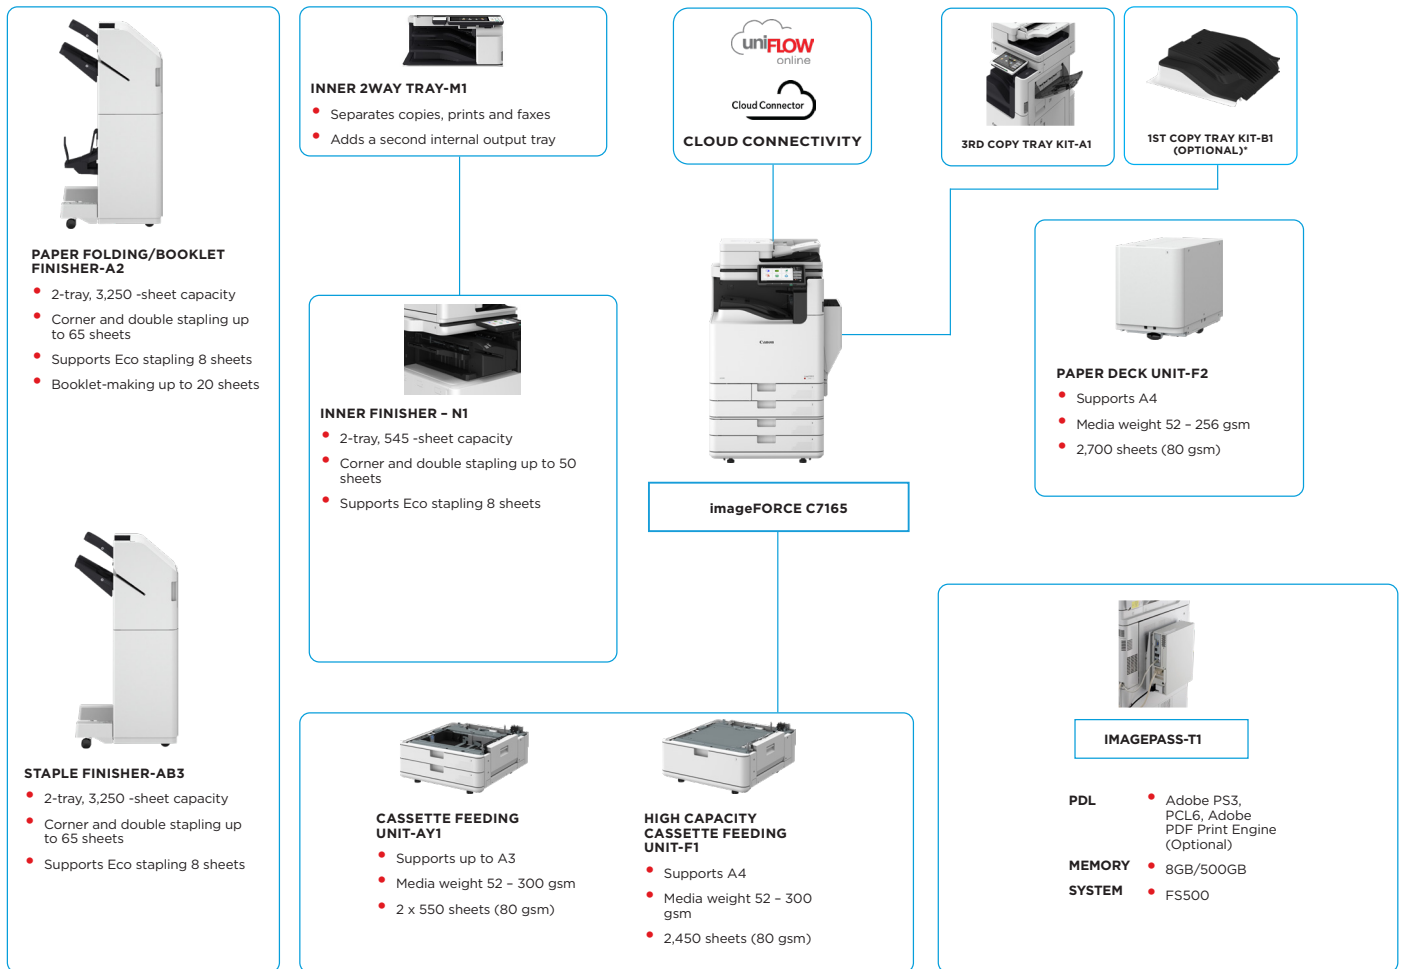 PAPER FOLDING/BOOKLET
FINISHER-A2
• 2-tray, 3,250 -sheet capacity
• Corner and double stapling up
to 65 sheets
• Supports Eco stapling 8 sheets
• Booklet-making up to 20 sheets
STAPLE FINISHER-AB3
• 2-tray, 3,250 -sheet capacity
• Corner and double stapling up
to 65 sheets
• Supports Eco stapling 8 sheets
INNER 2WAY TRAY-M1
• Separates copies, prints and faxes
• Adds a second internal output tray
INNER FINISHER – N1
• 2-tray, 545 -sheet capacity
• Corner and double stapling up to 50
sheets
• Supports Eco stapling 8 sheets
uniFLOW
online
Cloud Connector
CLOUD CONNECTIVITY
3RD COPY TRAY KIT-A1
1ST COPY TRAY KIT-B1
(OPTIONAL)*
Canon
imageFORCE C7165
PAPER DECK UNIT-F2
• Supports A4
• Media weight 52 – 256 gsm
• 2,700 sheets (80 gsm)
CASSETTE FEEDING
UNIT-AY1
• Supports up to A3
• Media weight 52 – 300 gsm
• 2 x 550 sheets (80 gsm)
HIGH CAPACITY
CASSETTE FEEDING
UNIT-F1
• Supports A4
• Media weight 52 – 300
gsm
• 2,450 sheets (80 gsm)
IMAGEPASS-T1
PDL • Adobe PS3,
PCL6, Adobe
PDF Print Engine
(Optional)
MEMORY • 8GB/500GB
SYSTEM • FS500